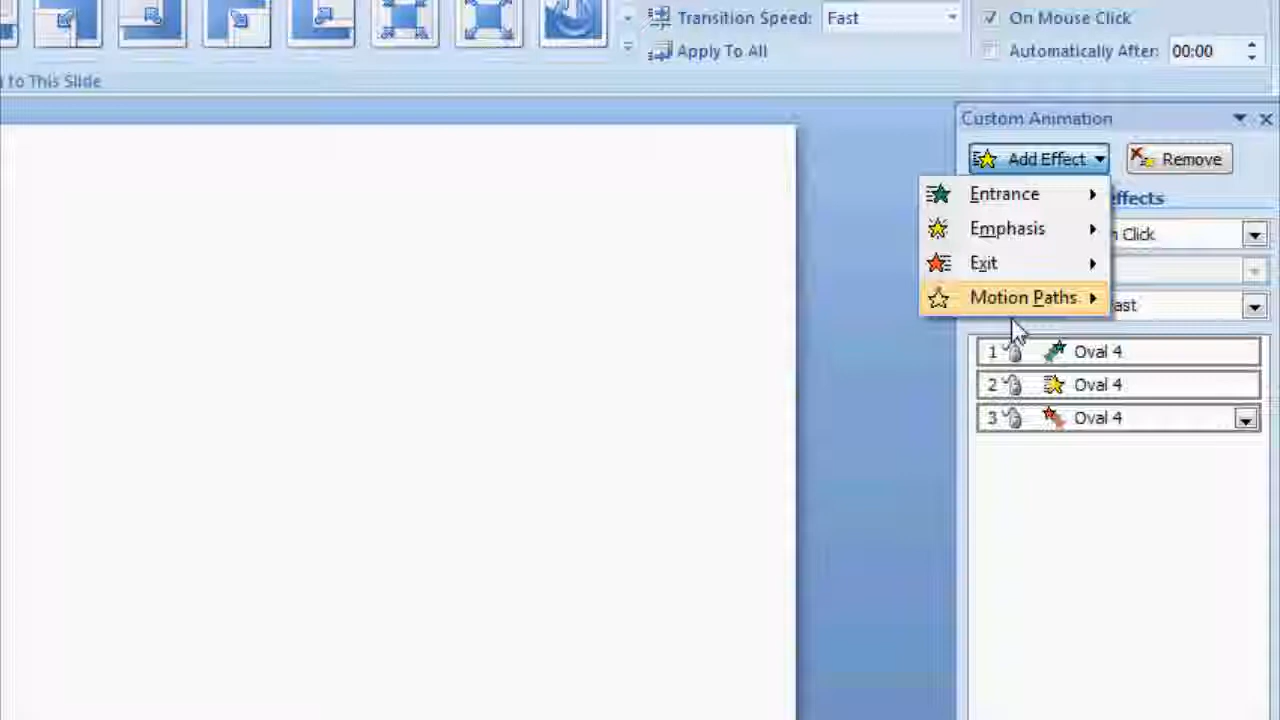 Transition Speed: Fast
On Mouse Click
Apply To All
Automatically After: 00:00
to This Slide
Custom Animation
Add Effect
Remove
Entrance
Emphasis
Click
Exit
Motion Paths
1 Oval 4
2 Oval 4
3 Oval 4